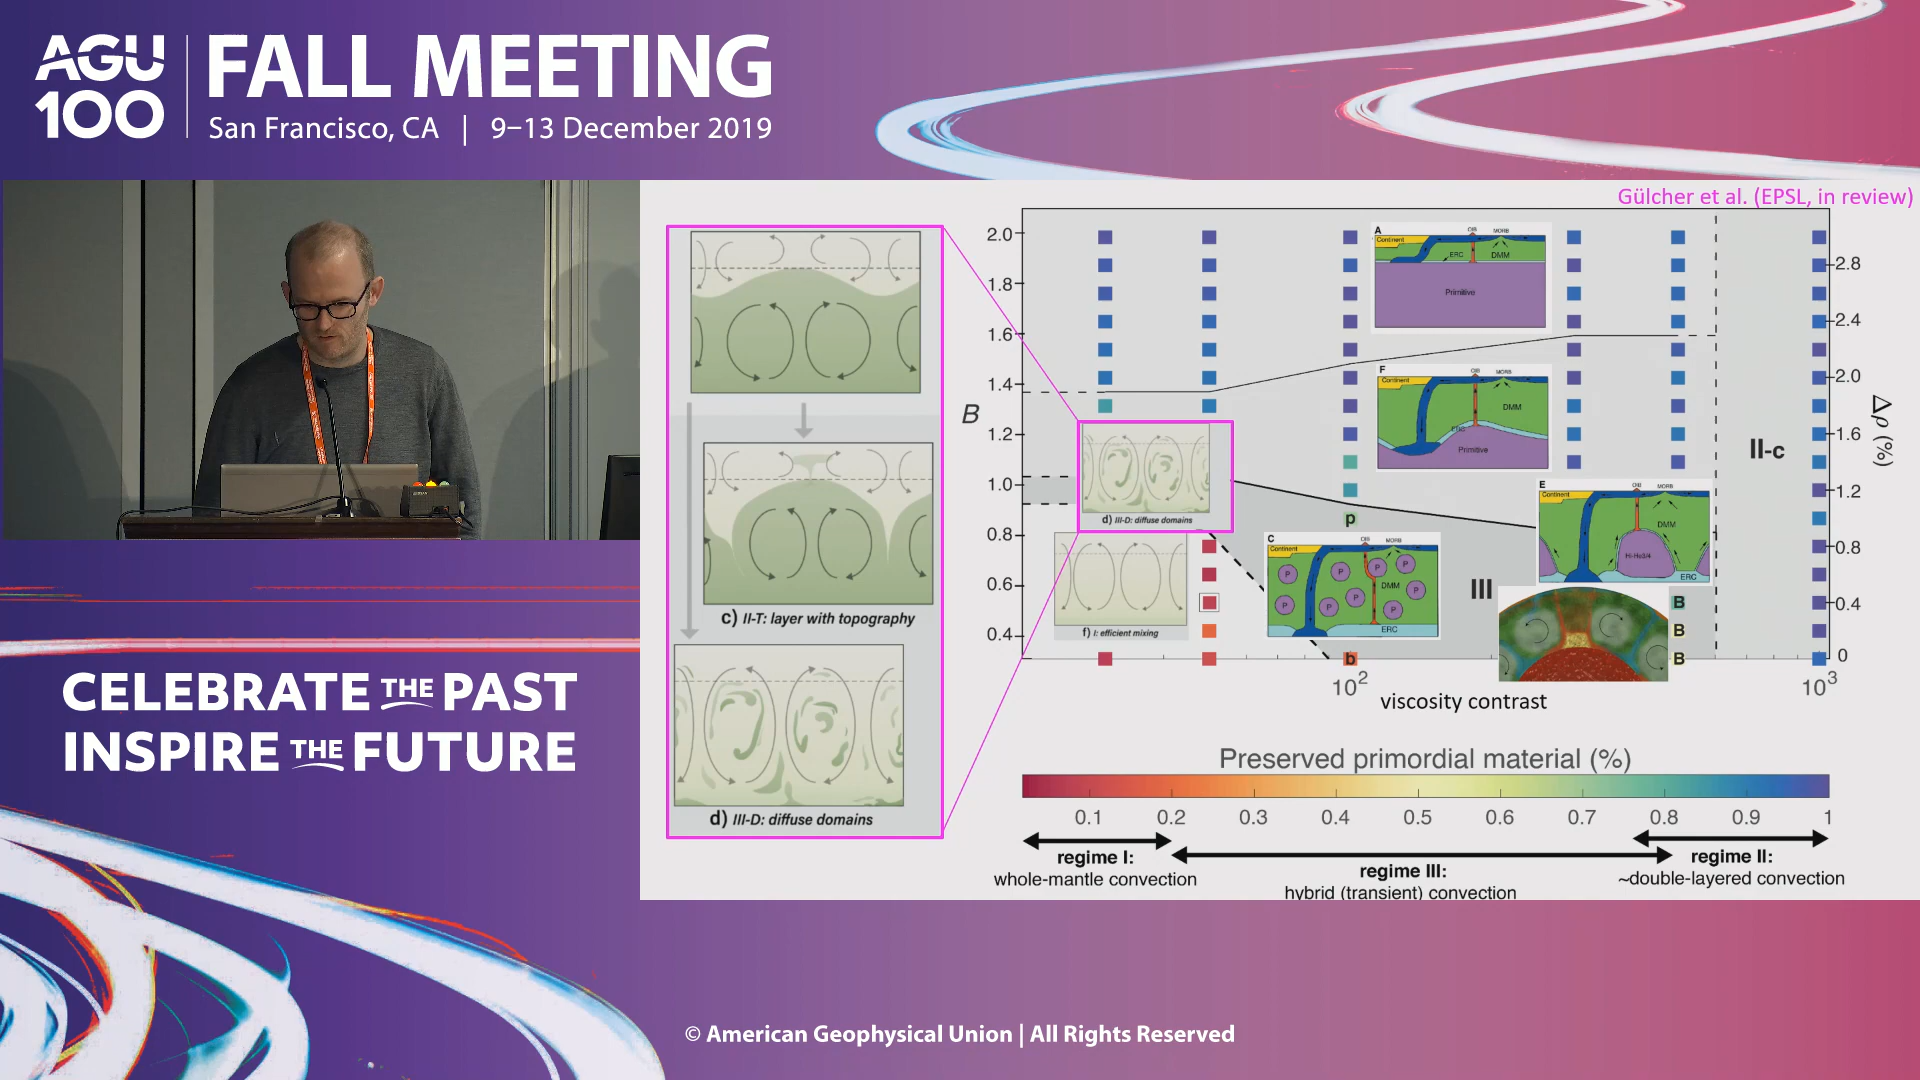 AGU
100
FALL MEETING
San Francisco, CA | 9–13 December 2019
Gülcher et al. (EPSL, in review)
c) II-T: layer with topography
d) III-D: diffuse domains
B
2.0
1.8
1.6
1.4
1.2
1.0
0.8
0.6
0.4
d) III-D: diffuse domains
f) I: efficient mixing
A
OIB
MORB
Continent
ERC
DMM
Primitive
F
OIB
MORB
Continent
DMM
ERC
Primitive
p
C
OIB
MORB
Continent
P
P
P
P
DMM
P
P
P
P
ERC
b
E
OIB
MORB
Continent
DMM
Hi-He3/4
ERC
III
II-c
B
B
B
2.8
2.4
2.0
1.6
1.2
0.8
0.4
0
Δρ (%)
10²
10³
viscosity contrast
Preserved primordial material (%)
0.1 0.2 0.3 0.4 0.5 0.6 0.7 0.8 0.9 1
regime I:
whole-mantle convection
regime III:
hybrid (transient) convection
regime II:
~double-layered convection
CELEBRATE THE PAST
INSPIRE THE FUTURE
© American Geophysical Union | All Rights Reserved